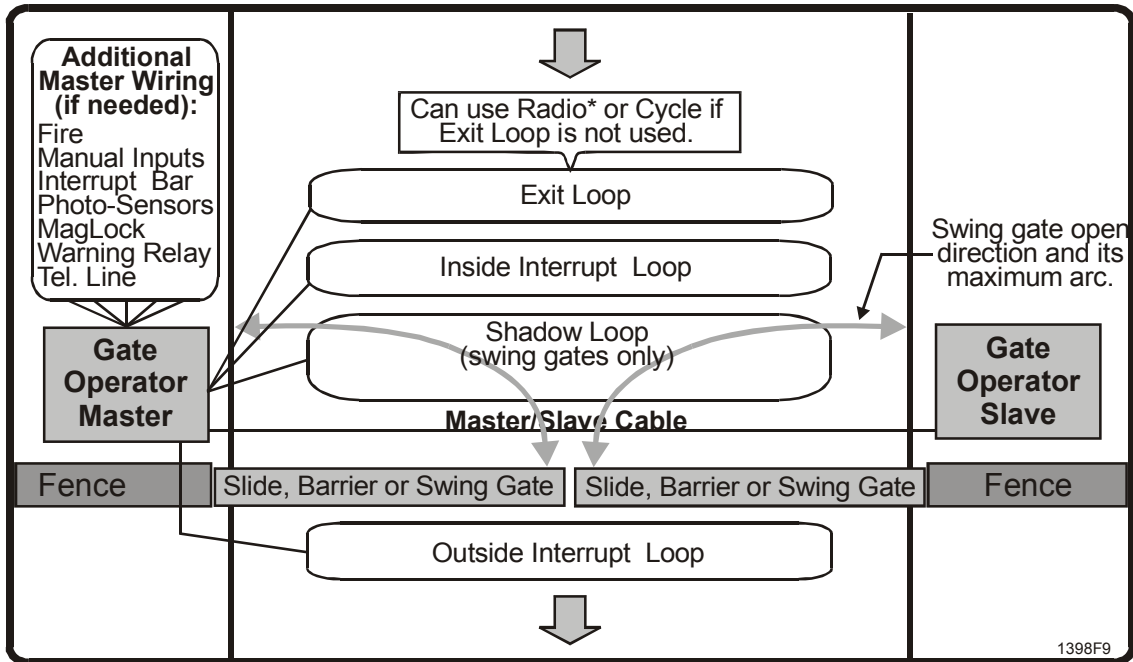 Additional
Master Wiring
(if needed):
Fire
Manual Inputs
Interrupt Bar
Photo-Sensors
MagLock
Warning Relay
Tel. Line
Can use Radio* or Cycle if
Exit Loop is not used.
Exit Loop
Inside Interrupt Loop
Swing gate open
direction and its
maximum arc.
Shadow Loop
(swing gates only)
Gate
Operator
Master
Gate
Operator
Slave
Master/Slave Cable
Fence
Slide, Barrier or Swing Gate
Slide, Barrier or Swing Gate
Fence
Outside Interrupt Loop
1398F9